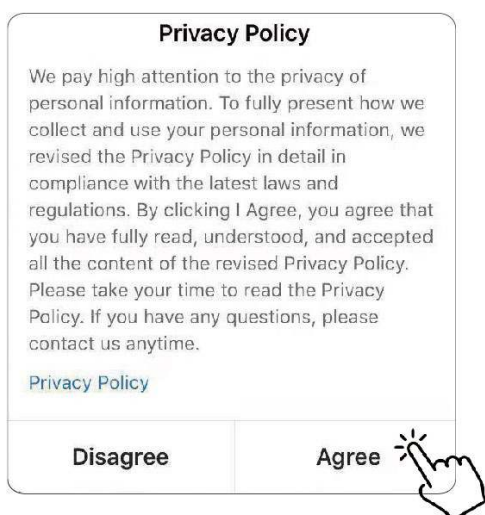 Privacy Policy
We pay high attention to the privacy of
personal information. To fully present how we
collect and use your personal information, we
revised the Privacy Policy in detail in
compliance with the latest laws and
regulations. By clicking I Agree, you agree that
you have fully read, understood, and accepted
all the content of the revised Privacy Policy.
Please take your time to read the Privacy
Policy. If you have any questions, please
contact us anytime.
Privacy Policy
Disagree
Agree